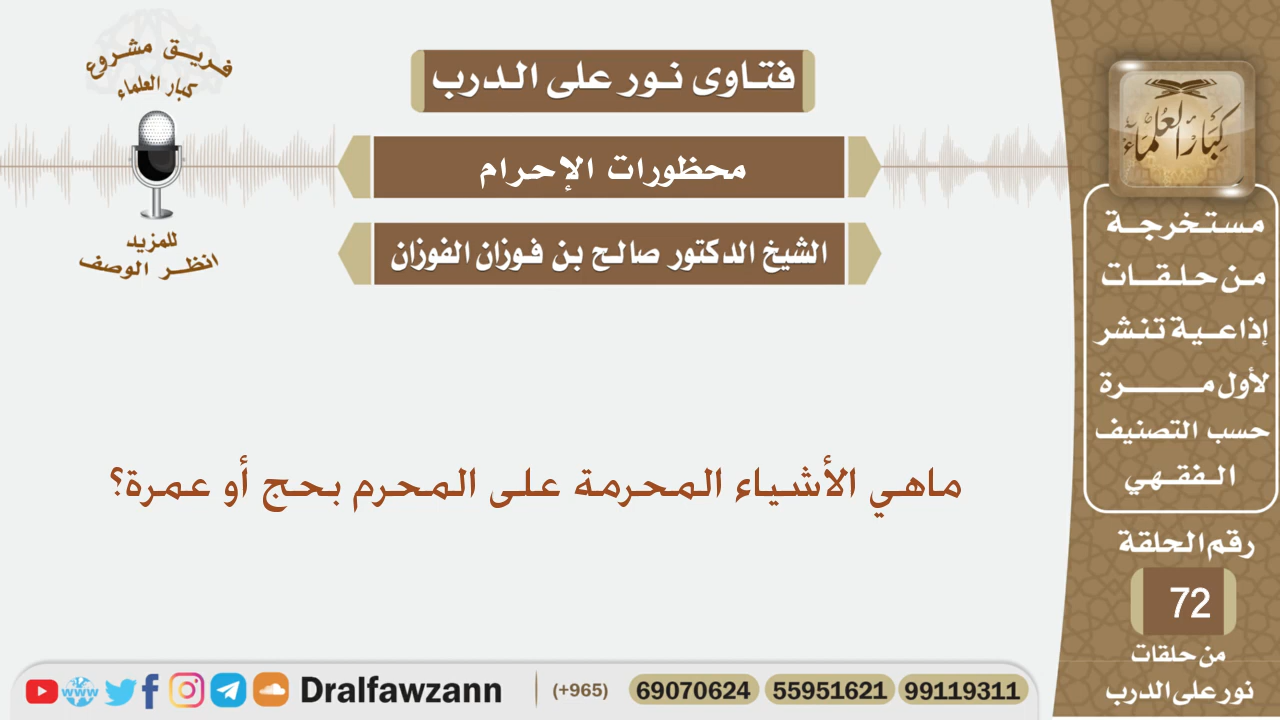 فريق مشروع
كبار العلماء
للمزيد
انظر الوصف
فتاوى نور على الدرب
محظورات الإحرام
الشيخ الدكتور صالح بن فوزان الفوزان
ماهي الأشياء المحرمة على المحرم بحج أو عمرة؟
كبار العلماء
مستخرجة
من حلقات
إذاعية تنشر
لأول مرة
حسب التصنيف
الفقهي
رقم الحلقة
72
من حلقات
نور على الدرب
www
Dralfawzann
(+965) 69070624 55951621 99119311